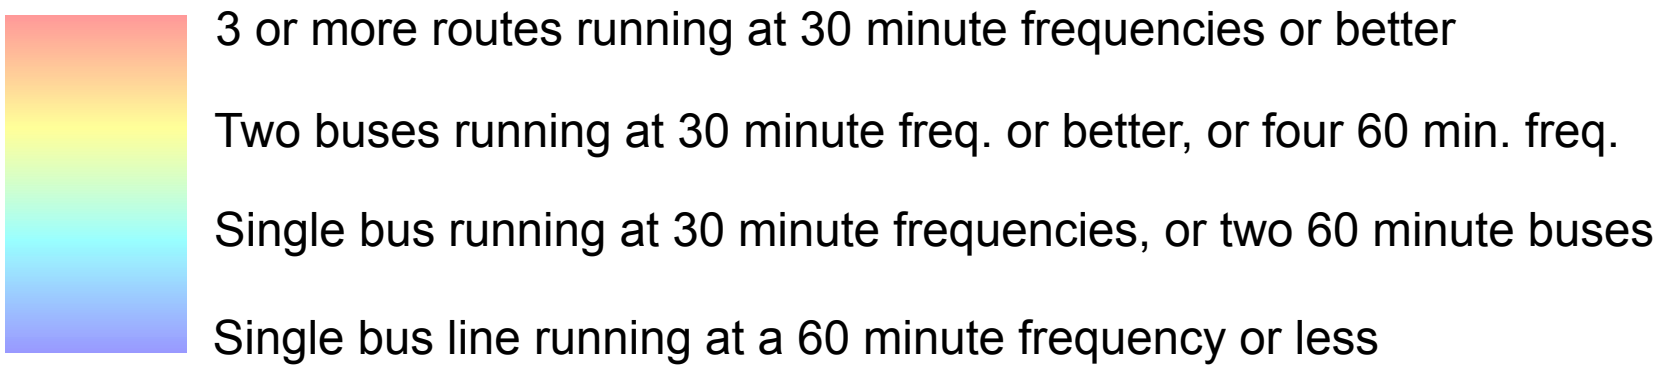 3 or more routes running at 30 minute frequencies or better
Two buses running at 30 minute freq. or better, or four 60 min. freq.
Single bus running at 30 minute frequencies, or two 60 minute buses
Single bus line running at a 60 minute frequency or less